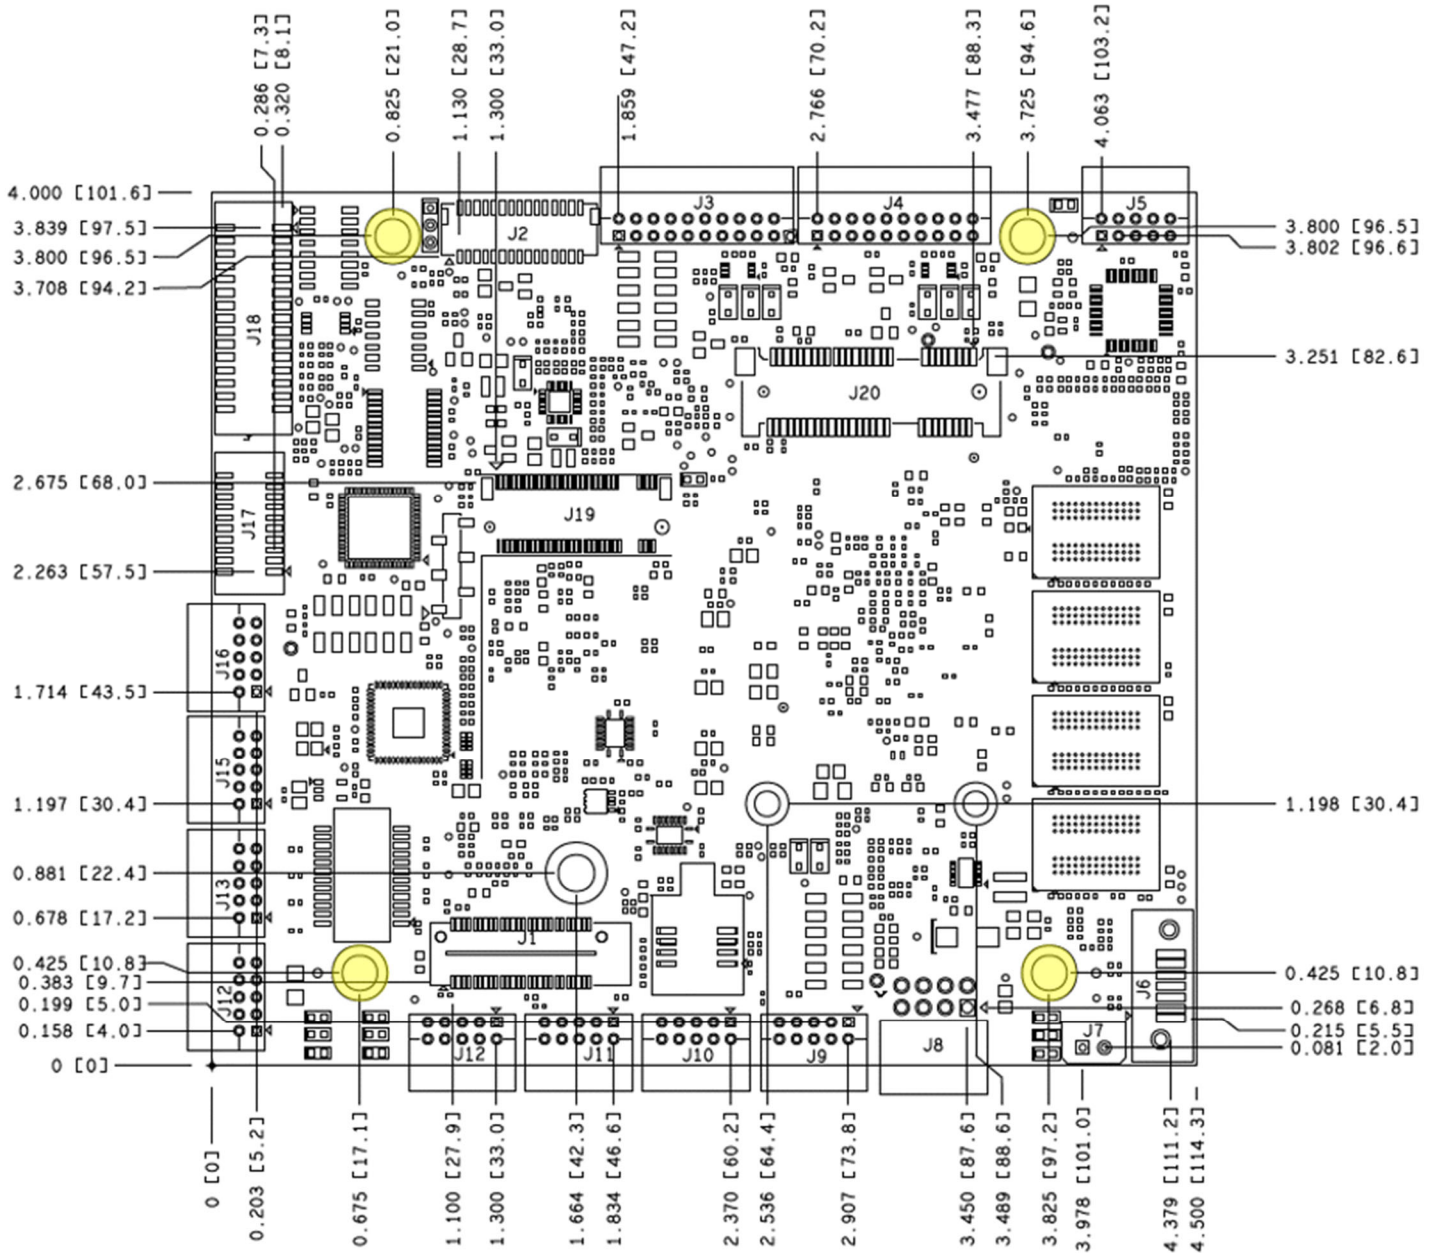 0.286 [7.3]
0.320 [8.1]
0.825 [21.0]
1.130 [28.7]
1.300 [33.0]
1.859 [47.2]
2.766 [70.2]
3.477 [88.3]
3.725 [94.6]
4.063 [103.2]
4.000 [101.6]
3.839 [97.5]
3.800 [96.5]
3.708 [94.2]
2.675 [68.0]
2.263 [57.5]
1.714 [43.5]
1.197 [30.4]
0.881 [22.4]
0.678 [17.2]
0.425 [10.8]
0.383 [9.7]
0.199 [5.0]
0.158 [4.0]
0 [0]
J2
J3
J4
J5
J18
J20
J17
J19
J16
J15
J13
J12
J1
J12
J11
J10
J9
J8
J7
J6
3.800 [96.5]
3.802 [96.6]
3.251 [82.6]
1.198 [30.4]
0.425 [10.8]
0.268 [6.8]
0.215 [5.5]
0.081 [2.0]
0 [0]
0.203 [5.2]
0.675 [17.1]
1.100 [27.9]
1.300 [33.0]
1.664 [42.3]
1.834 [46.6]
2.370 [60.2]
2.536 [64.4]
2.907 [73.8]
3.450 [87.6]
3.489 [88.6]
3.825 [97.2]
3.978 [101.0]
4.379 [111.2]
4.500 [114.3]